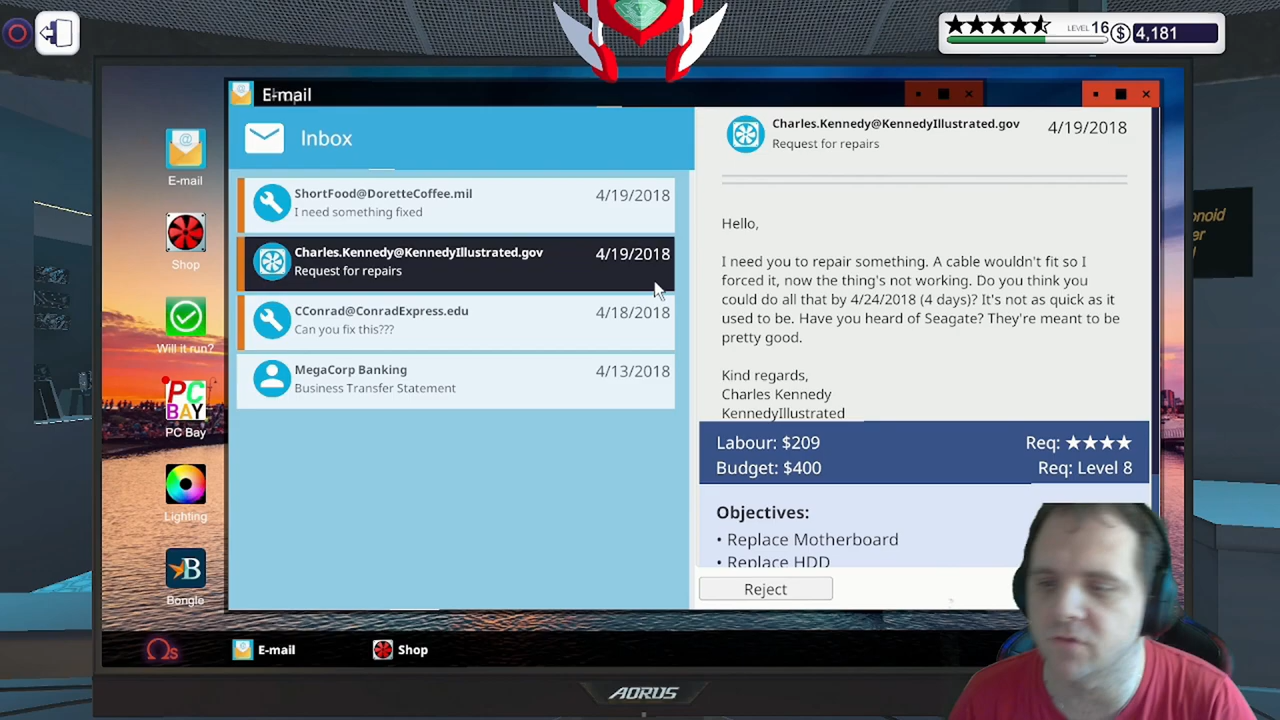 LEVEL 16 $ 4,181
E-mail
Inbox
ShortFood@DoretteCoffee.mil 4/19/2018
I need something fixed
Charles.Kennedy@KennedyIllustrated.gov 4/19/2018
Request for repairs
CConrad@ConradExpress.edu 4/18/2018
Can you fix this???
MegaCorp Banking 4/13/2018
Business Transfer Statement
Charles.Kennedy@KennedyIllustrated.gov 4/19/2018
Request for repairs
Hello,
I need you to repair something. A cable wouldn't fit so I
forced it, now the thing's not working. Do you think you
could do all that by 4/24/2018 (4 days)? It's not as quick as it
used to be. Have you heard of Seagate? They're meant to be
pretty good.
Kind regards,
Charles Kennedy
KennedyIllustrated
Labour: $209 Req: ★★★★
Budget: $400 Req: Level 8
Objectives:
• Replace Motherboard
• Replace HDD
Reject
E-mail
Shop
Will it run?
PC
BAY
PC Bay
Lighting
B
Bongle
Ωs
E-mail
Shop
AORUS